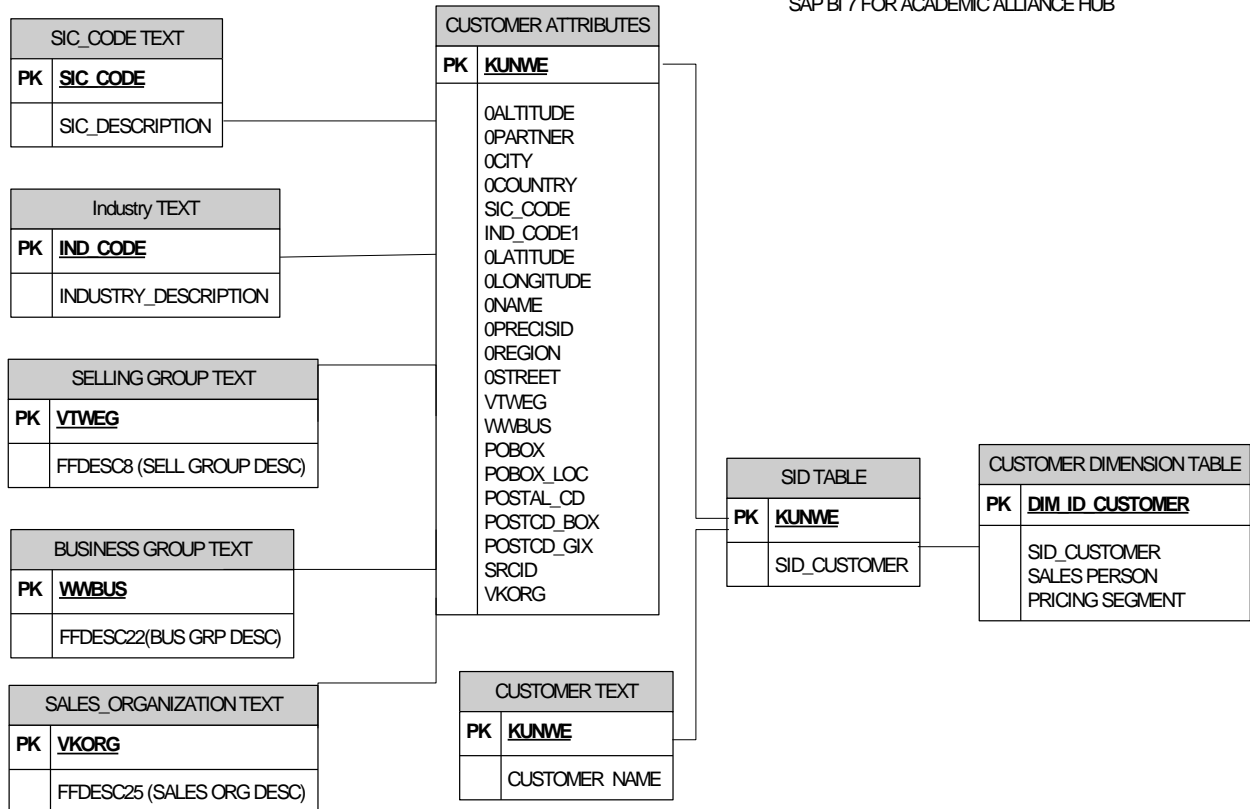 SAP BI 7 FOR ACADEMIC ALLIANCE HUB
SIC_CODE TEXT
PK SIC_CODE
SIC_DESCRIPTION
Industry TEXT
PK IND_CODE
INDUSTRY_DESCRIPTION
SELLING GROUP TEXT
PK VTWEG
FFDESC8 (SELL GROUP DESC)
BUSINESS GROUP TEXT
PK WWBUS
FFDESC22(BUS GRP DESC)
SALES_ORGANIZATION TEXT
PK VKORG
FFDESC25 (SALES ORG DESC)
CUSTOMER ATTRIBUTES
PK KUNWE
0ALTITUDE
0PARTNER
0CITY
0COUNTRY
SIC_CODE
IND_CODE1
0LATITUDE
0LONGITUDE
0NAME
0PRECISID
0REGION
0STREET
VTWEG
WWBUS
POBOX
POBOX_LOC
POSTAL_CD
POSTCD_BOX
POSTCD_GIX
SRCID
VKORG
CUSTOMER TEXT
PK KUNWE
CUSTOMER_NAME
SID TABLE
PK KUNWE
SID_CUSTOMER
CUSTOMER DIMENSION TABLE
PK DIM_ID_CUSTOMER
SID_CUSTOMER
SALES PERSON
PRICING SEGMENT